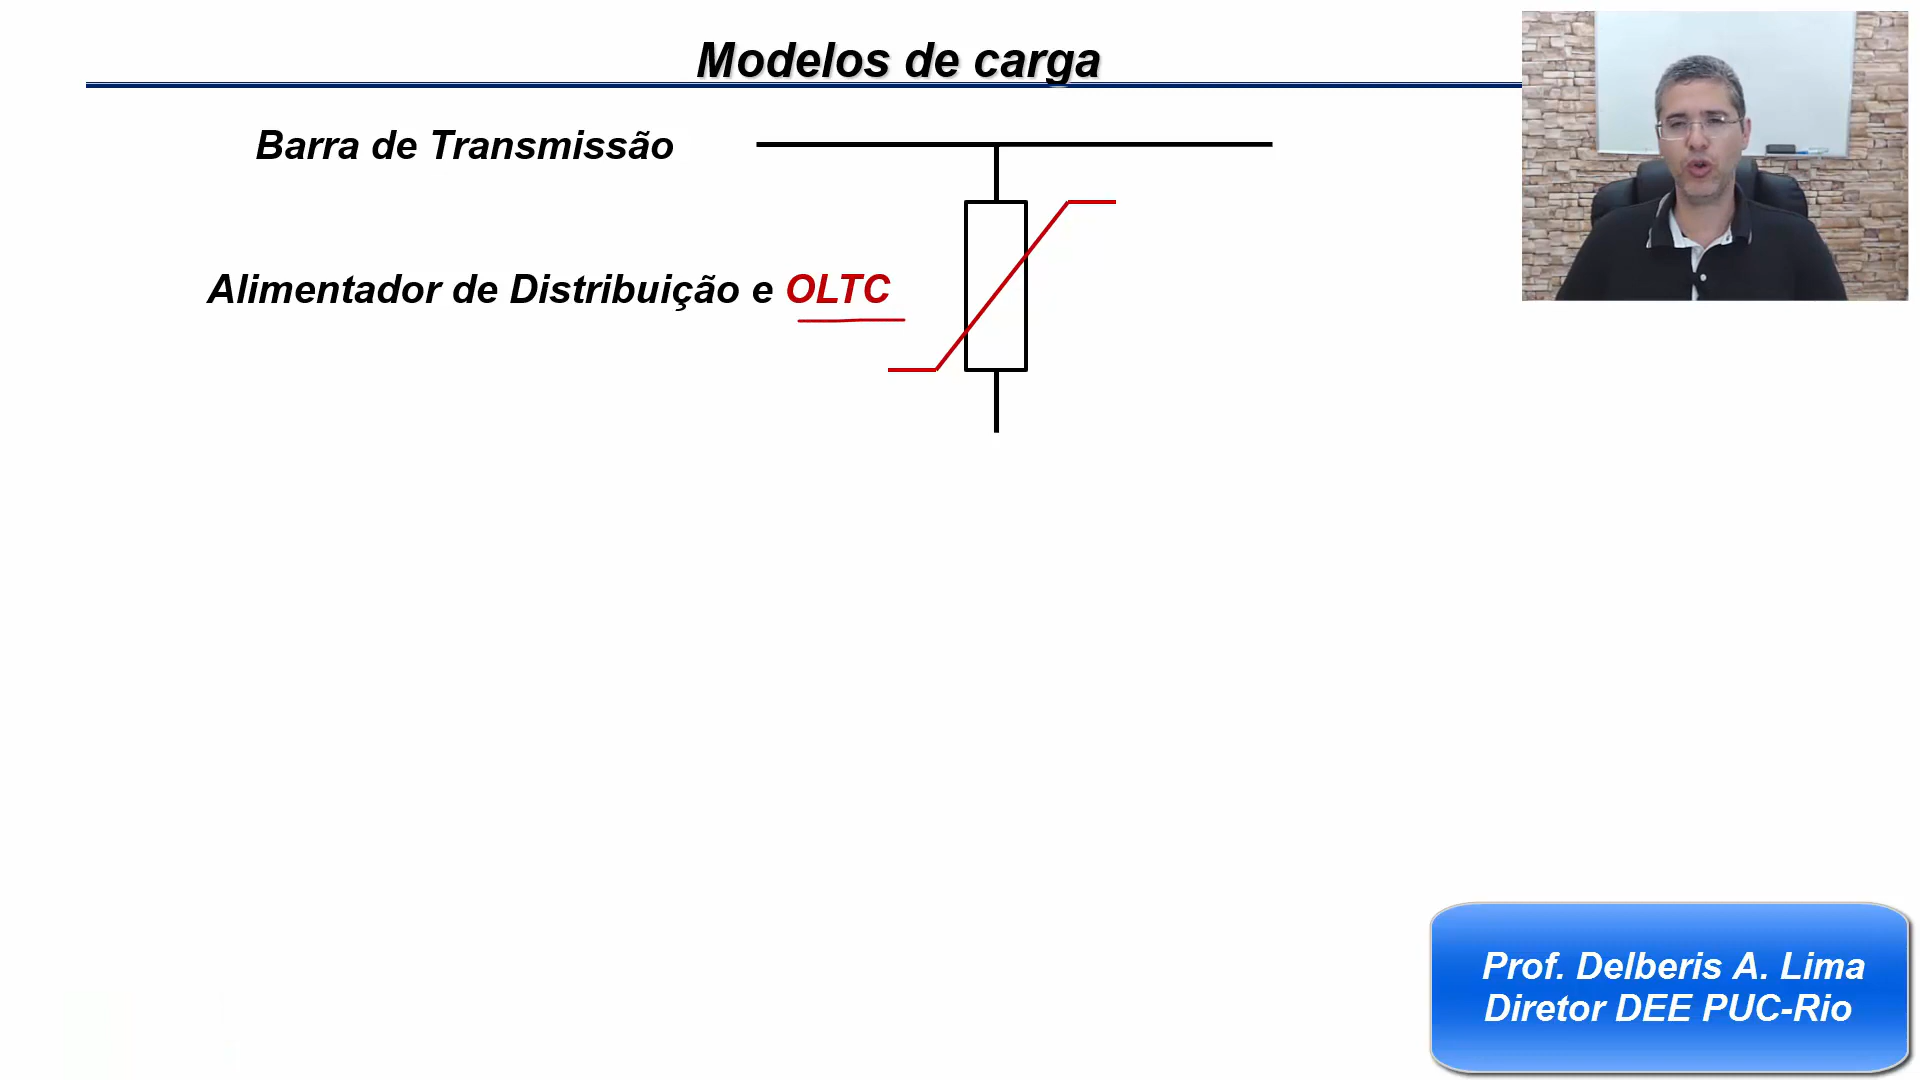 Modelos de carga
Barra de Transmissão
Alimentador de Distribuição e OLTC
Prof. Delberis A. Lima
Diretor DEE PUC-Rio